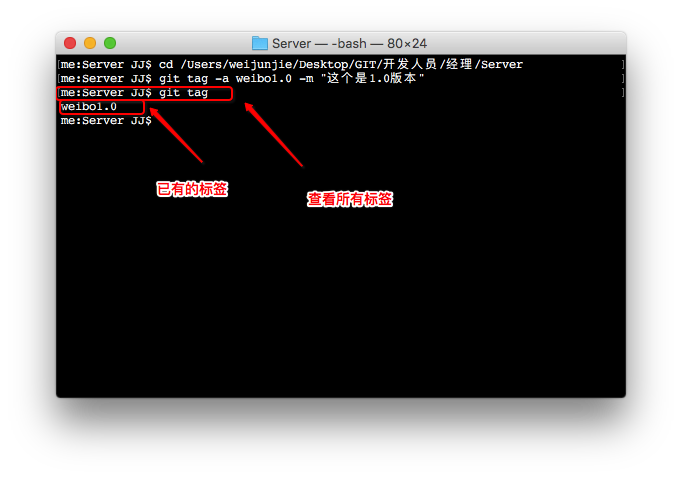 Server — -bash — 80×24
me:Server JJ$ cd /Users/weijunjie/Desktop/GIT/开发人员/经理/Server
me:Server JJ$ git tag -a weibo1.0 -m "这个是1.0版本"
me:Server JJ$ git tag
weibo1.0
me:Server JJ$
已有的标签
查看所有标签